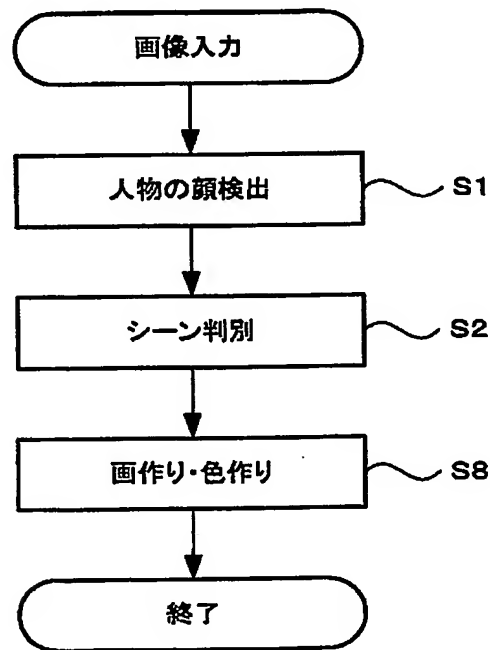 画像入力
人物の顔検出
S1
シーン判別
S2
画作り・色作り
S8
終了